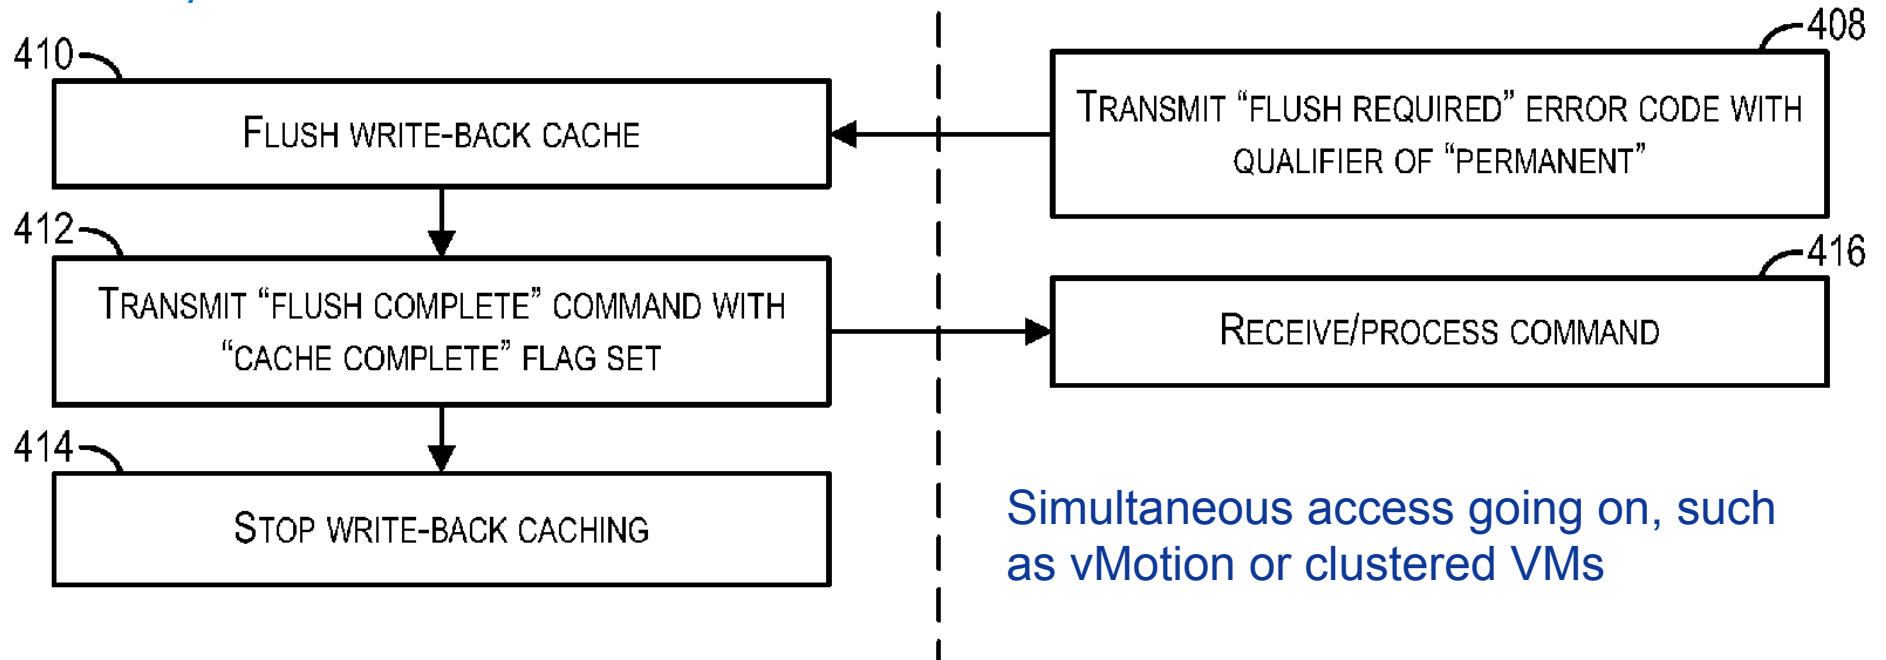 408
TRANSMIT “FLUSH REQUIRED” ERROR CODE WITH
QUALIFIER OF “PERMANENT”
410
FLUSH WRITE-BACK CACHE
412
TRANSMIT “FLUSH COMPLETE” COMMAND WITH
“CACHE COMPLETE” FLAG SET
416
RECEIVE/PROCESS COMMAND
414
STOP WRITE-BACK CACHING
Simultaneous access going on, such
as vMotion or clustered VMs